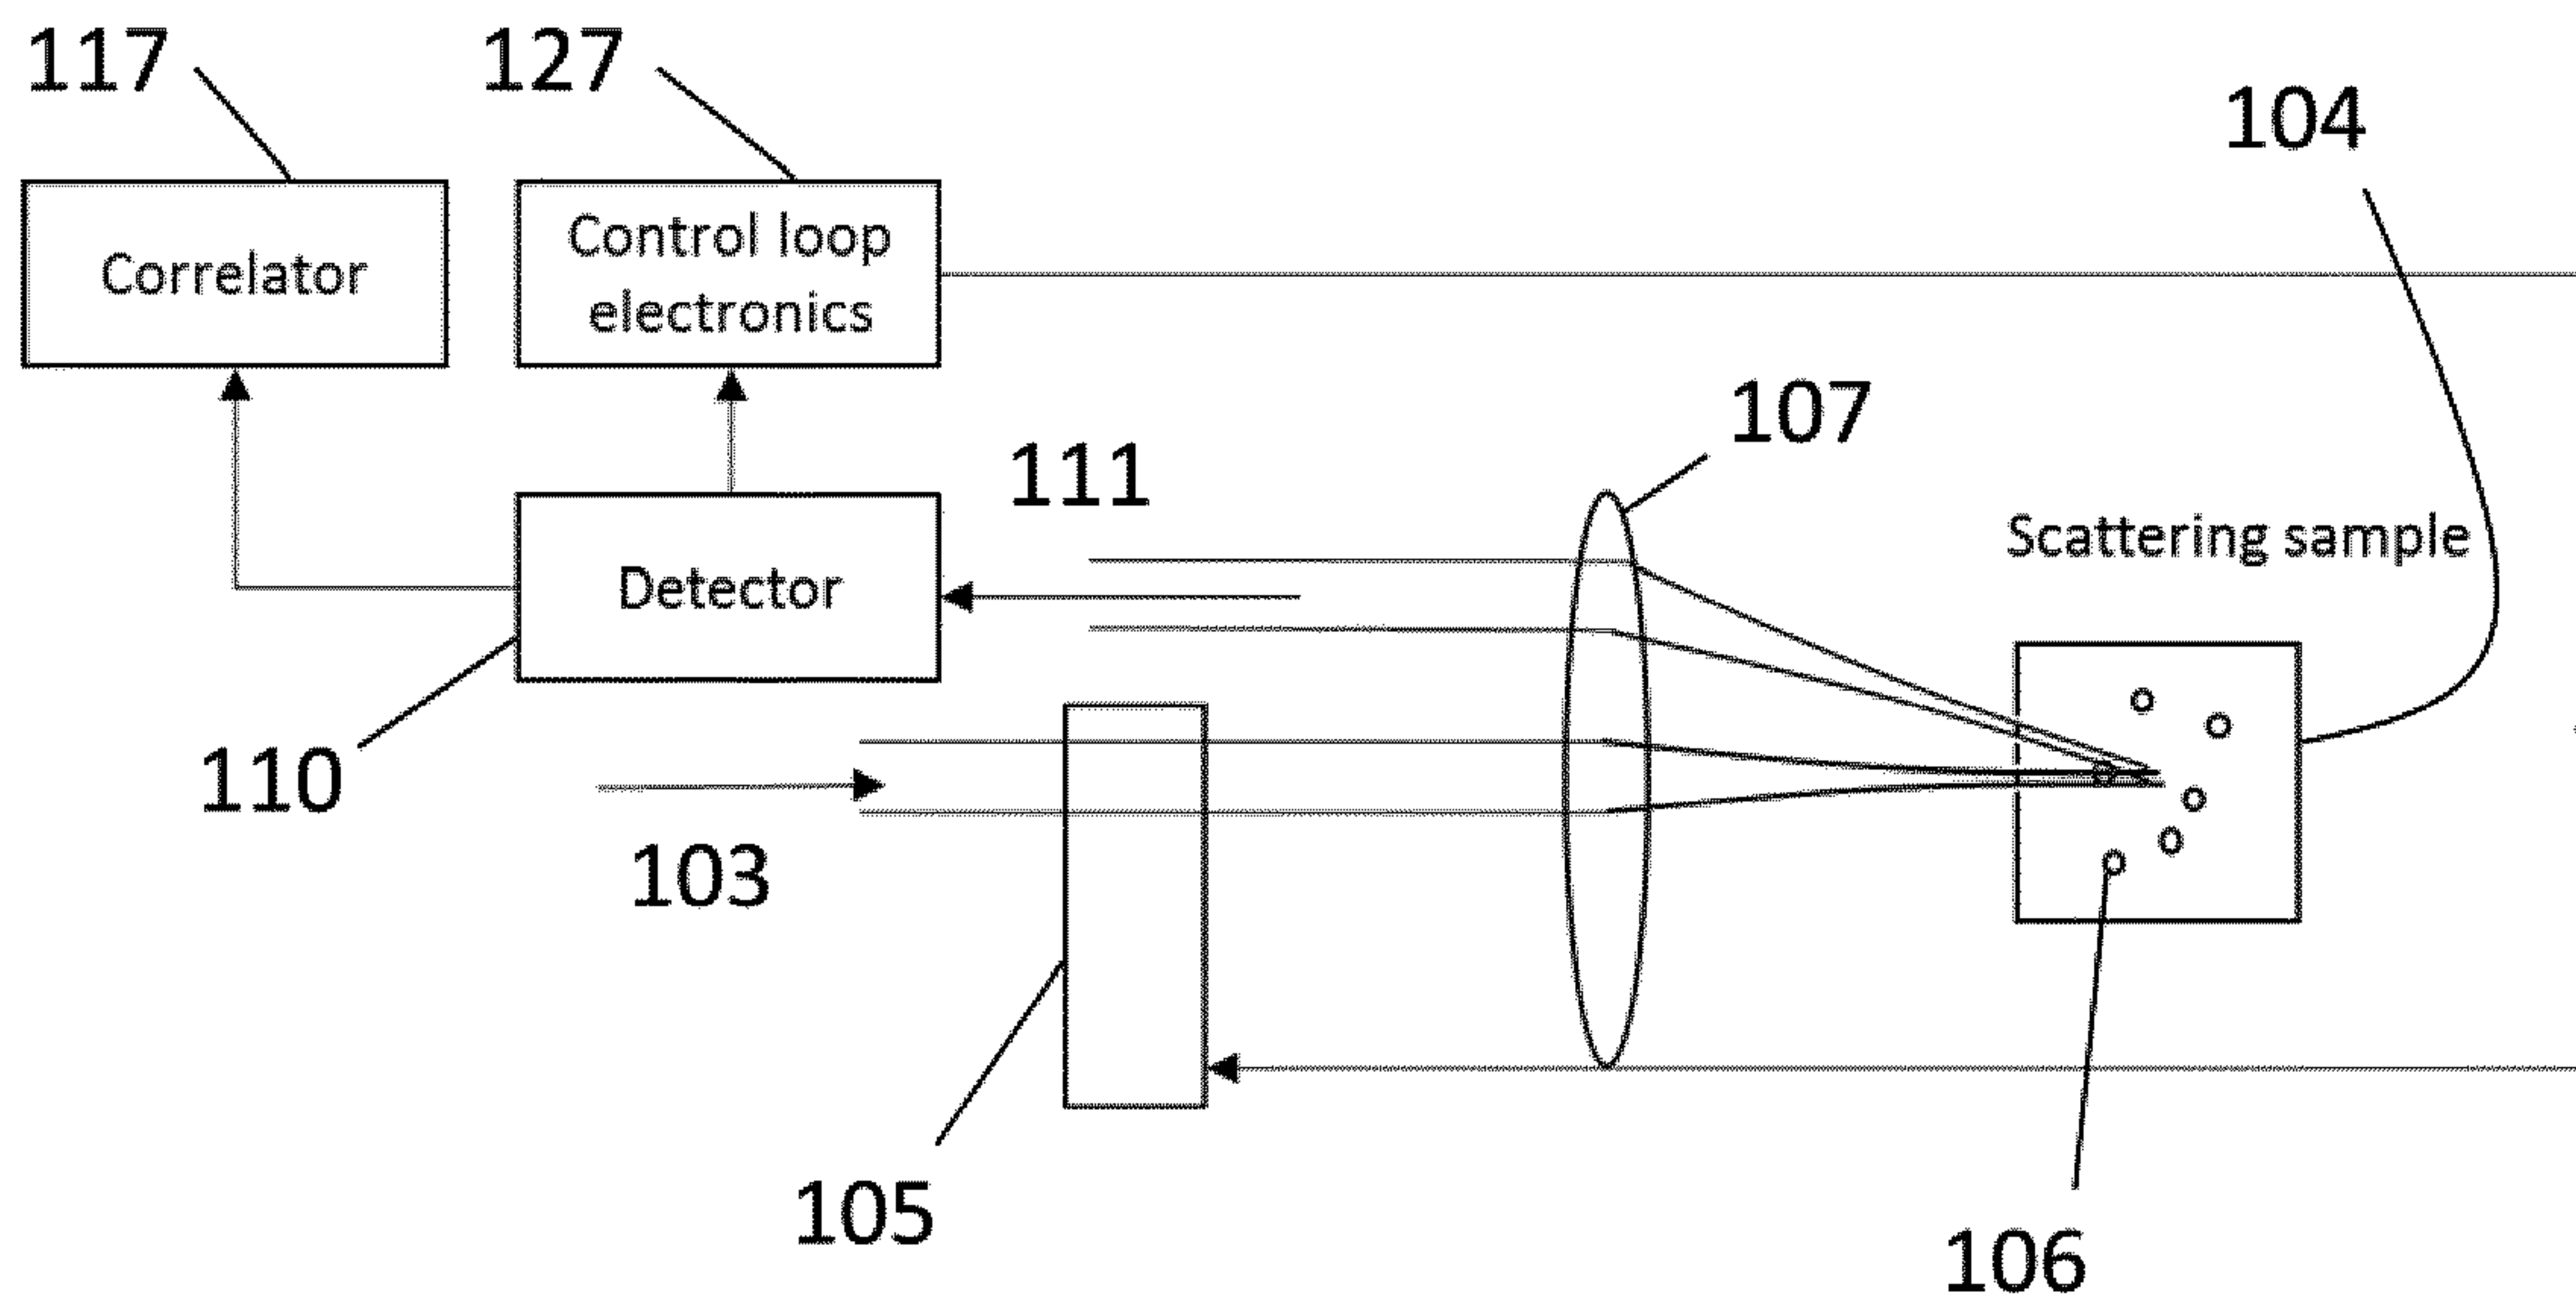 117
127
104
Correlator
Control loop
electronics
107
111
Scattering sample
Detector
110
103
105
106